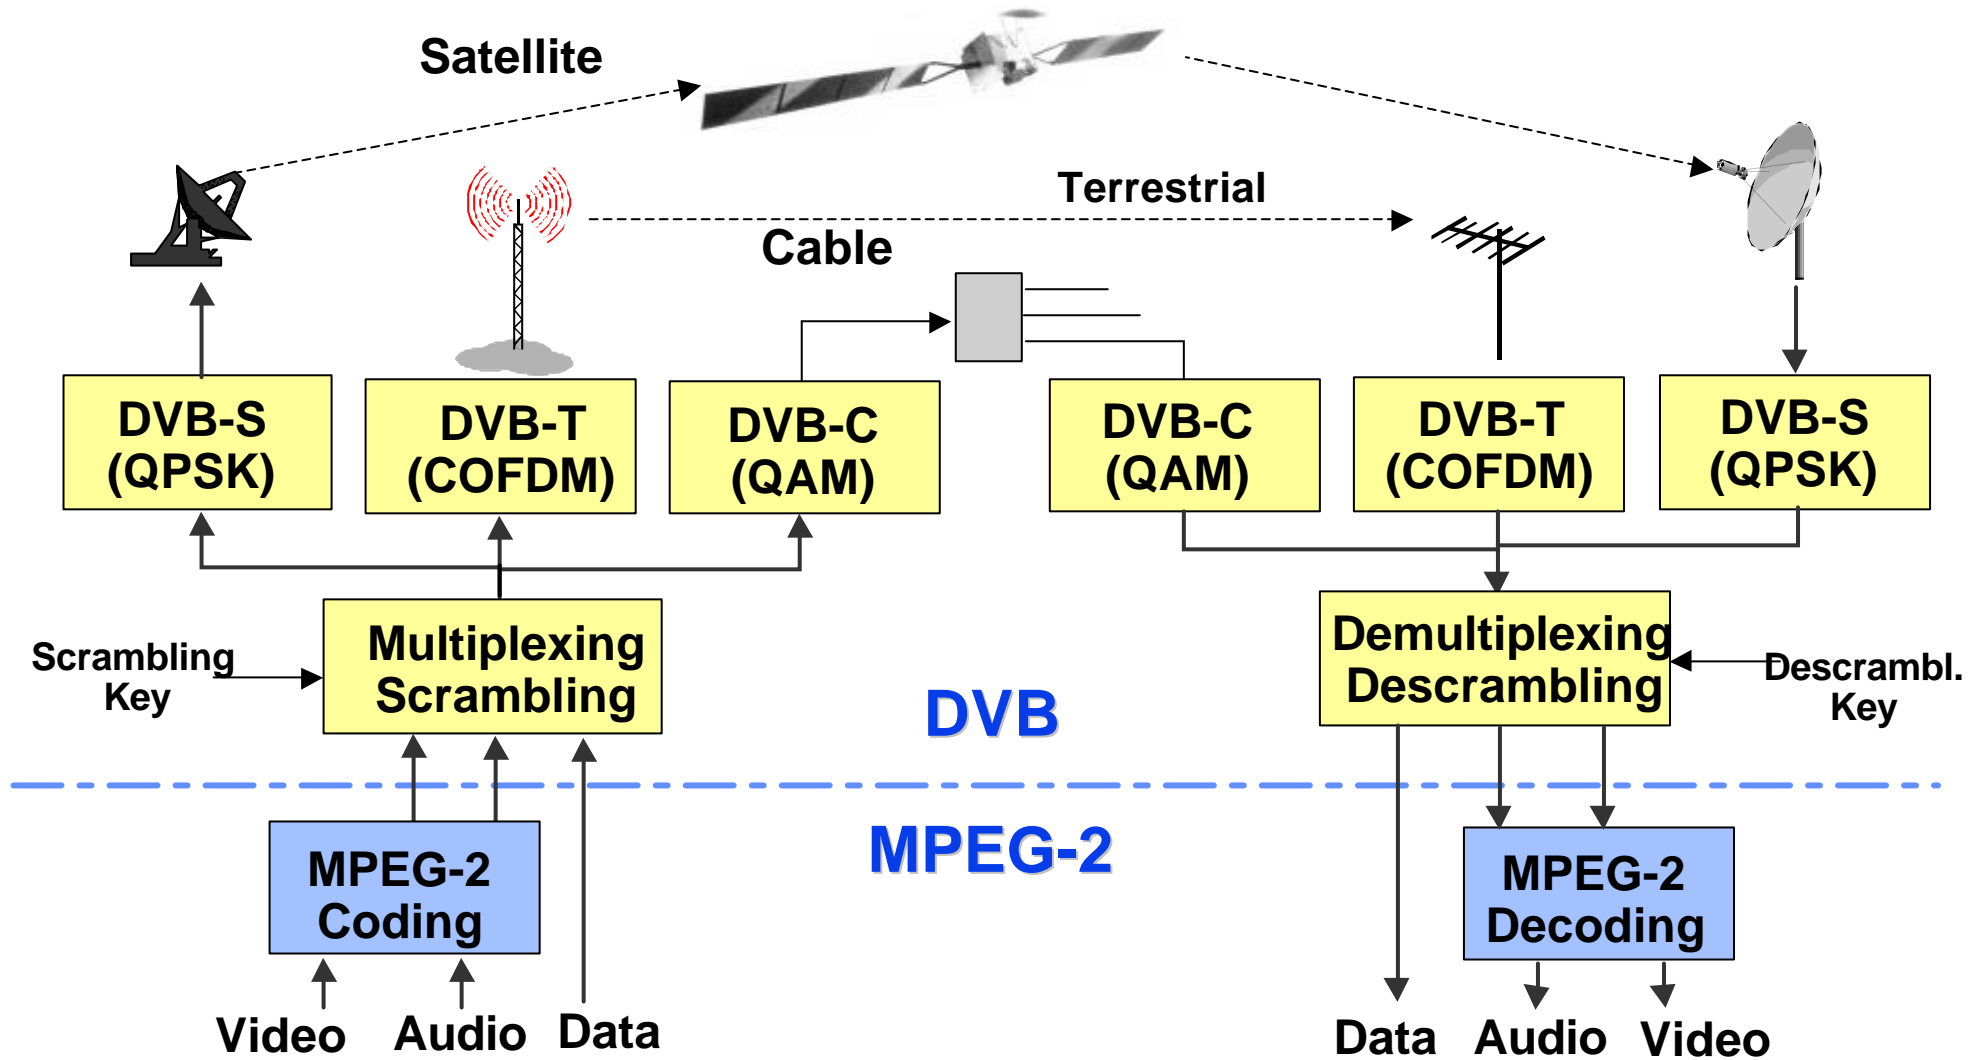 Satellite
Terrestrial
Cable
DVB-S
(QPSK)
DVB-T
(COFDM)
DVB-C
(QAM)
DVB-C
(QAM)
DVB-T
(COFDM)
DVB-S
(QPSK)
Scrambling
Key
Multiplexing
Scrambling
Demultiplexing
Descrambling
Descrambl.
Key
DVB
MPEG-2
MPEG-2
Coding
MPEG-2
Decoding
Video
Audio
Data
Data
Audio
Video